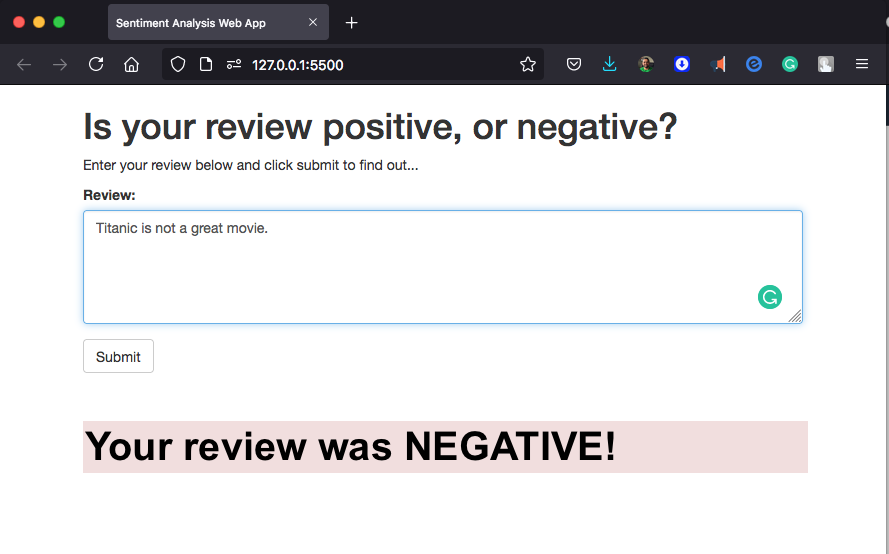 Sentiment Analysis Web App
127.0.0.1:5500
Is your review positive, or negative?
Enter your review below and click submit to find out...
Review:
Titanic is not a great movie.
Submit
Your review was NEGATIVE!